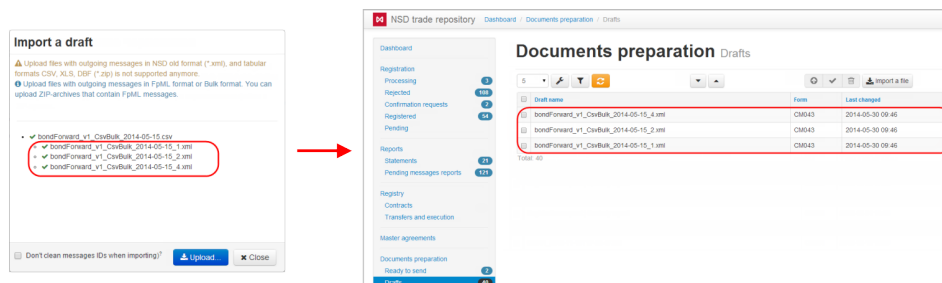 Import a draft
Upload files with outgoing messages in NSD old format (*.xml), and tabular
formats CSV, XLS, DBF (*.zip) is not supported anymore.
Upload files with outgoing messages in FpML format or Bulk format. You can
upload ZIP-archives that contain FpML messages.
bondForward_v1_CsvBulk_2014-05-15.csv
bondForward_v1_CsvBulk_2014-05-15_1.xml
bondForward_v1_CsvBulk_2014-05-15_2.xml
bondForward_v1_CsvBulk_2014-05-15_4.xml
Don't clean messages IDs when importing)?
Upload...
Close
NSD trade repository Dashboard / Documents preparation / Drafts
Dashboard
Registration
Processing 3
Rejected 108
Confirmation requests 2
Registered 54
Pending
Reports
Statements 21
Pending messages reports 121
Registry
Contracts
Transfers and execution
Master agreements
Documents preparation
Ready to send 2
Drafts 40
Documents preparation Drafts
5
Import a file
Draft name Form Last changed
bondForward_v1_CsvBulk_2014-05-15_4.xml CM043 2014-05-30 09:46
bondForward_v1_CsvBulk_2014-05-15_2.xml CM043 2014-05-30 09:46
bondForward_v1_CsvBulk_2014-05-15_1.xml CM043 2014-05-30 09:46
Total: 40